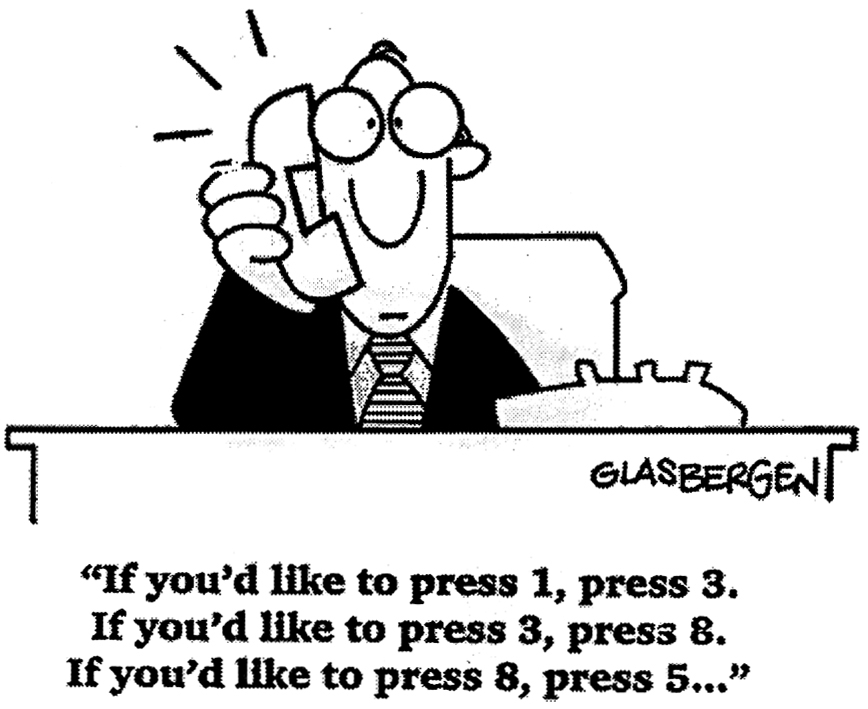 GLASBERGEN
“If you’d like to press 1, press 3.
If you’d like to press 3, press 8.
If you’d like to press 8, press 5...”